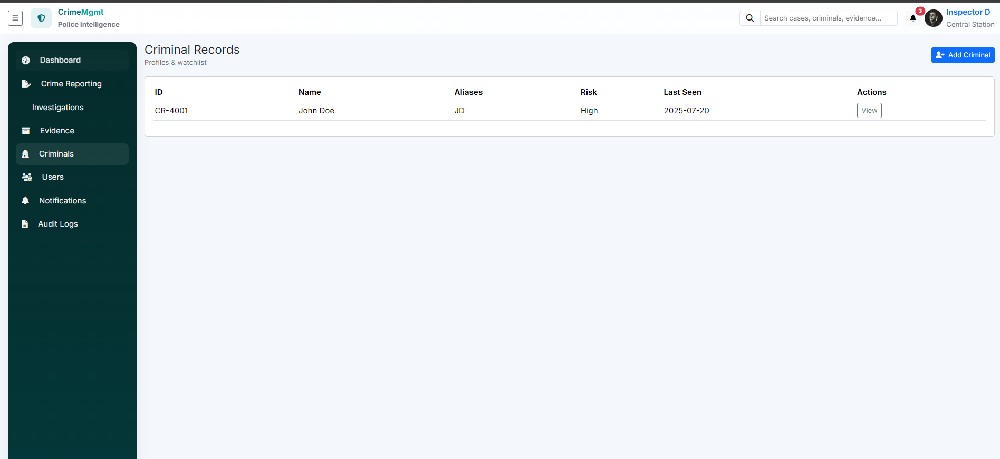 CrimeMgmt
Police Intelligence
Search cases, criminals, evidence...
3
Inspector D
Central Station
Dashboard
Crime Reporting
Investigations
Evidence
Criminals
Users
Notifications
Audit Logs
Criminal Records
Profiles & watchlist
Add Criminal
ID Name Aliases Risk Last Seen Actions
CR-4001 John Doe JD High 2025-07-20 View